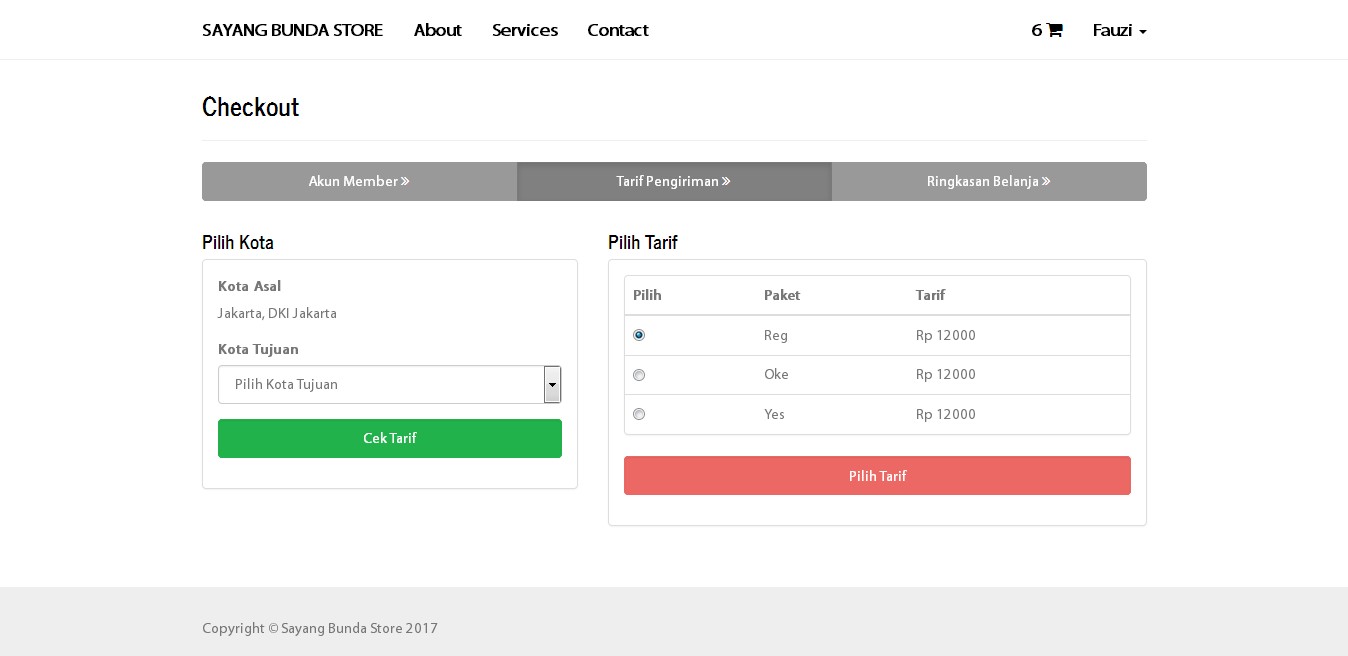 SAYANG BUNDA STORE About Services Contact 6 Fauzi
Checkout
Akun Member » Tarif Pengiriman » Ringkasan Belanja »
Pilih Kota
Kota Asal
Jakarta, DKI Jakarta
Kota Tujuan
Pilih Kota Tujuan
Cek Tarif
Pilih Tarif
Pilih Paket Tarif
Reg Rp 12000
Oke Rp 12000
Yes Rp 12000
Pilih Tarif
Copyright © Sayang Bunda Store 2017